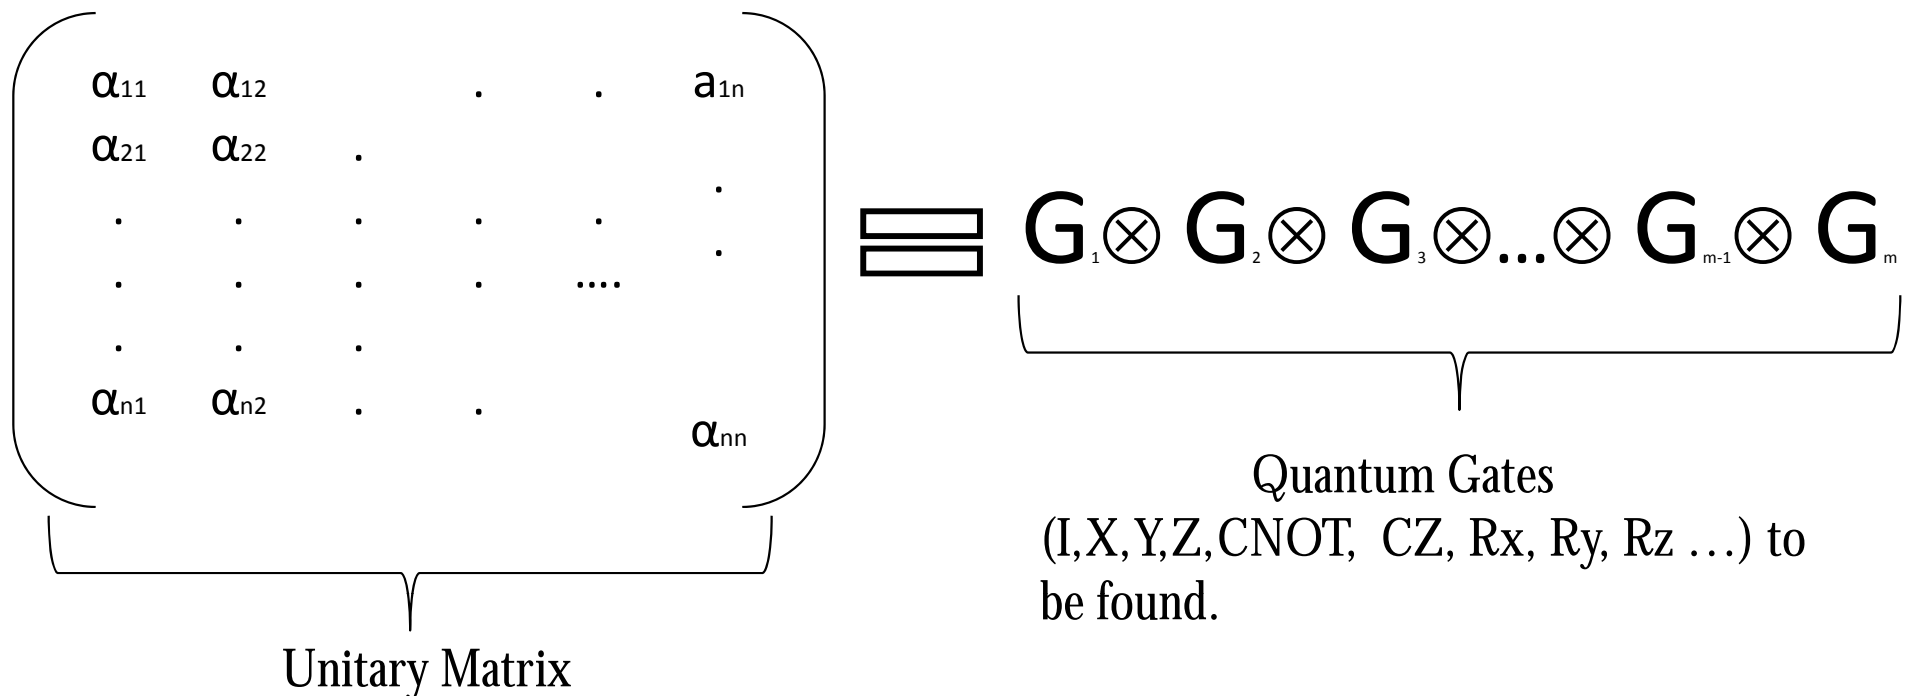 α11 α12 . . a1n
α21 α22 .
.
. . . . .
.
. . . . ....
. . .
αn1 αn2 . .
αnn
= G1⊗ G2⊗ G3⊗...⊗ Gm-1⊗ Gm
Quantum Gates
(I,X,Y,Z,CNOT, CZ, Rx, Ry, Rz …) to
be found.
Unitary Matrix